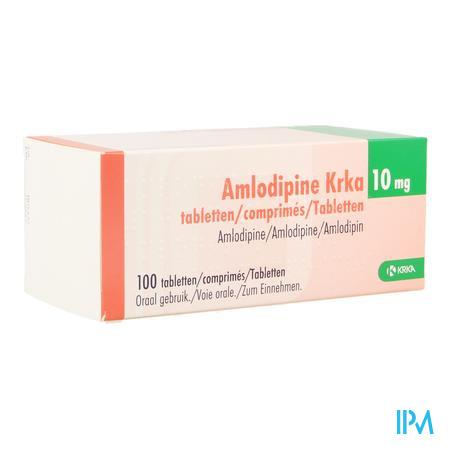 Amlodipine Krka 10 mg
tabletten/comprimés/Tabletten
Amlodipine/Amlodipine/Amlodipin
100 tabletten/comprimés/Tabletten
Oraal gebruik./Voie orale./Zum Einnehmen.
KRKA
IPM